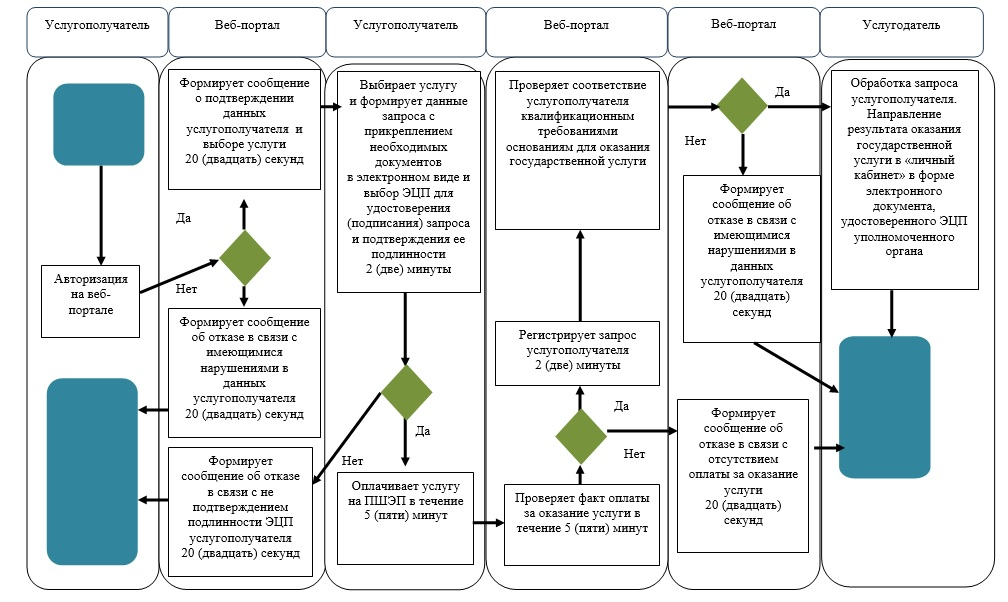 Услугополучатель
Веб-портал
Услугополучатель
Веб-портал
Веб-портал
Услугодатель
Авторизация
на веб-
портале
Формирует сообщение
о подтверждении
данных
услугополучателя и
выборе услуги
20 (двадцать) секунд
Да
Нет
Формирует сообщение
об отказе в связи с
имеющимися
нарушениями в
данных
услугополучателя
20 (двадцать) секунд
Формирует
сообщение об отказе
в связи с не
подтверждением
подлинности ЭЦП
услугополучателя
20 (двадцать) секунд
Выбирает услугу
и формирует данные
запроса с
прикреплением
необходимых
документов
в электронном виде и
выбор ЭЦП для
удостоверения
(подписания) запроса
и подтверждения ее
подлинности
2 (две) минуты
Да
Нет
Оплачивает услугу
на ПШЭП в течение
5 (пяти) минут
Проверяет соответствие
услугополучателя
квалификационным
требованиями
основаниям для оказания
государственной услуги
Регистрирует запрос
услугополучателя
2 (две) минуты
Да
Нет
Проверяет факт оплаты
за оказание услуги в
течение 5 (пяти) минут
Да
Нет
Формирует
сообщение об
отказе в связи с
имеющимися
нарушениями в
данных
услугополучателя
20 (двадцать)
секунд
Формирует
сообщение об
отказе в связи с
отсутствием
оплаты за оказание
услуги
20 (двадцать)
секунд
Обработка запроса
услугополучателя.
Направление
результата оказания
государственной
услуги в «личный
кабинет» в форме
электронного
документа,
удостоверенного ЭЦП
уполномоченного
органа